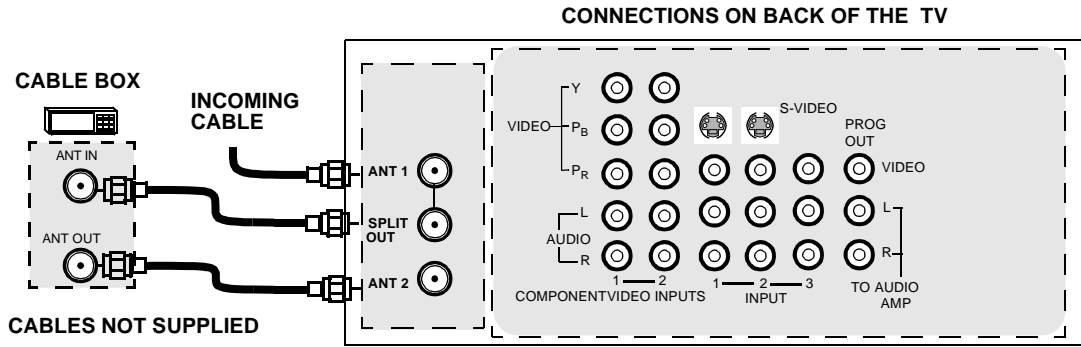 CONNECTIONS ON BACK OF THE TV
CABLE BOX
INCOMING
CABLE
ANT IN
ANT OUT
CABLES NOT SUPPLIED
ANT 1
SPLIT
OUT
ANT 2
VIDEO
Y
PB
PR
AUDIO
L
R
1 2
COMPONENTVIDEO INPUTS
S-VIDEO
1 2 3
INPUT
PROG
OUT
VIDEO
L
R
TO AUDIO
AMP